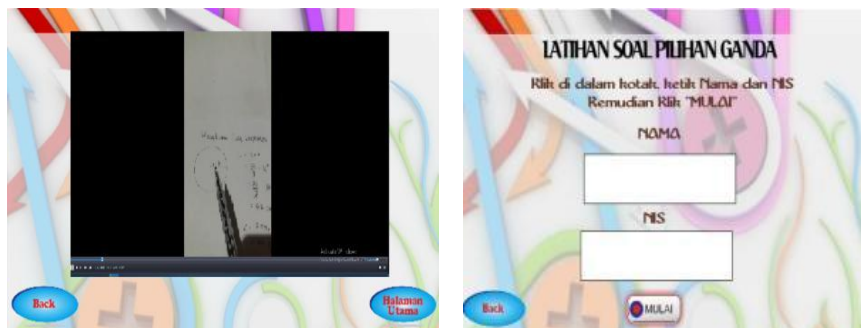 Back
Halaman
Utama
LATIHAN SOAL PILIHAN GANDA
Klik di dalam kotak, ketik Nama dan NIS
Kemudian Klik "MULAI"
NAMA
NIS
Back
MULAI